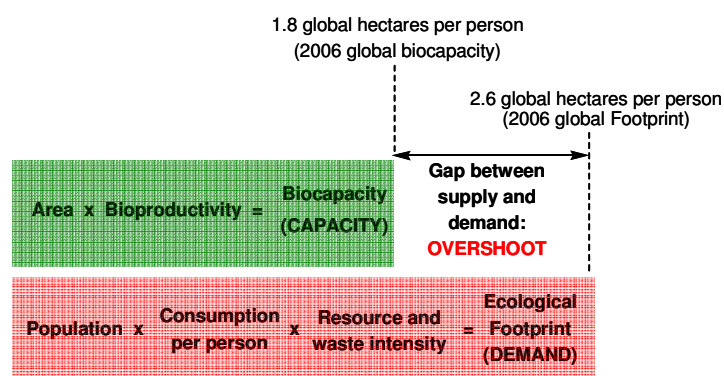 1.8 global hectares per person
(2006 global biocapacity)
2.6 global hectares per person
(2006 global Footprint)
Gap between
supply and
demand:
OVERSHOOT
Area x Bioproductivity = Biocapacity
(CAPACITY)
Population x Consumption
per person x Resource and
waste intensity = Ecological
Footprint
(DEMAND)